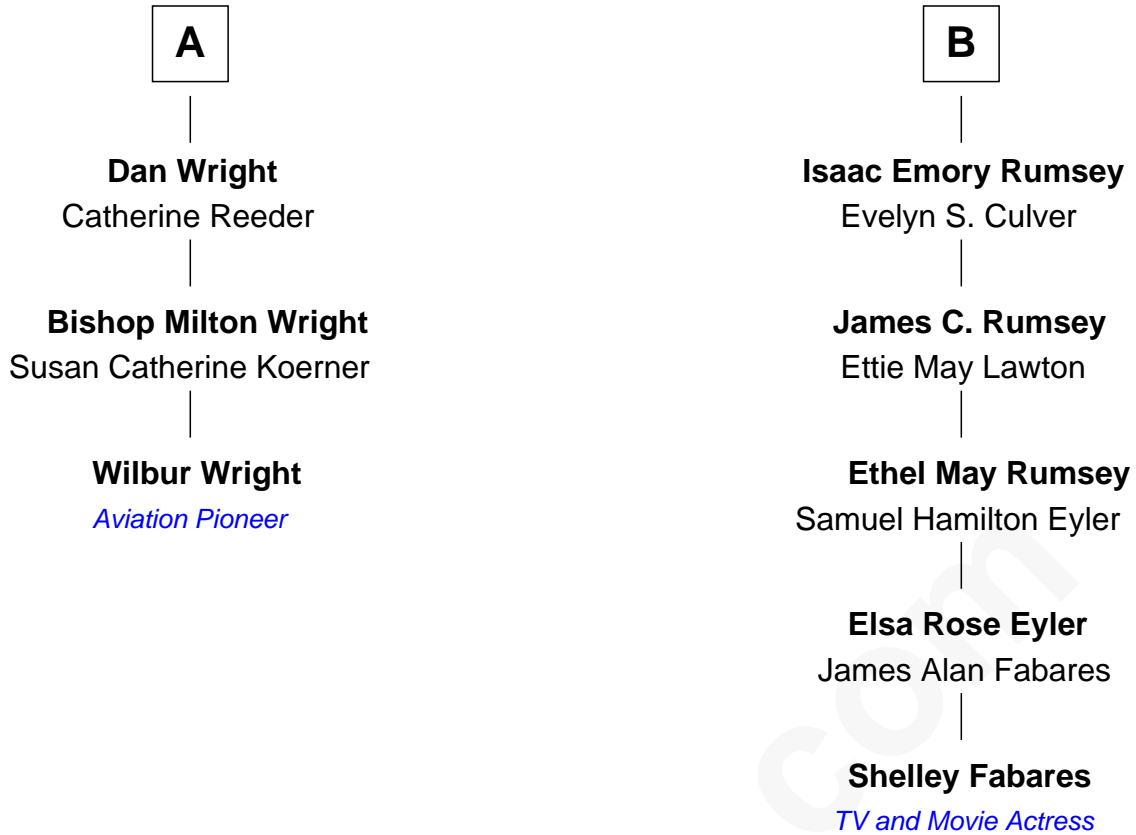 A
Dan Wright
Catherine Reeder
Bishop Milton Wright
Susan Catherine Koerner
Wilbur Wright
Aviation Pioneer
B
Isaac Emory Rumsey
Evelyn S. Culver
James C. Rumsey
Ettie May Lawton
Ethel May Rumsey
Samuel Hamilton Eyler
Elsa Rose Eyler
James Alan Fabares
Shelley Fabares
TV and Movie Actress
com